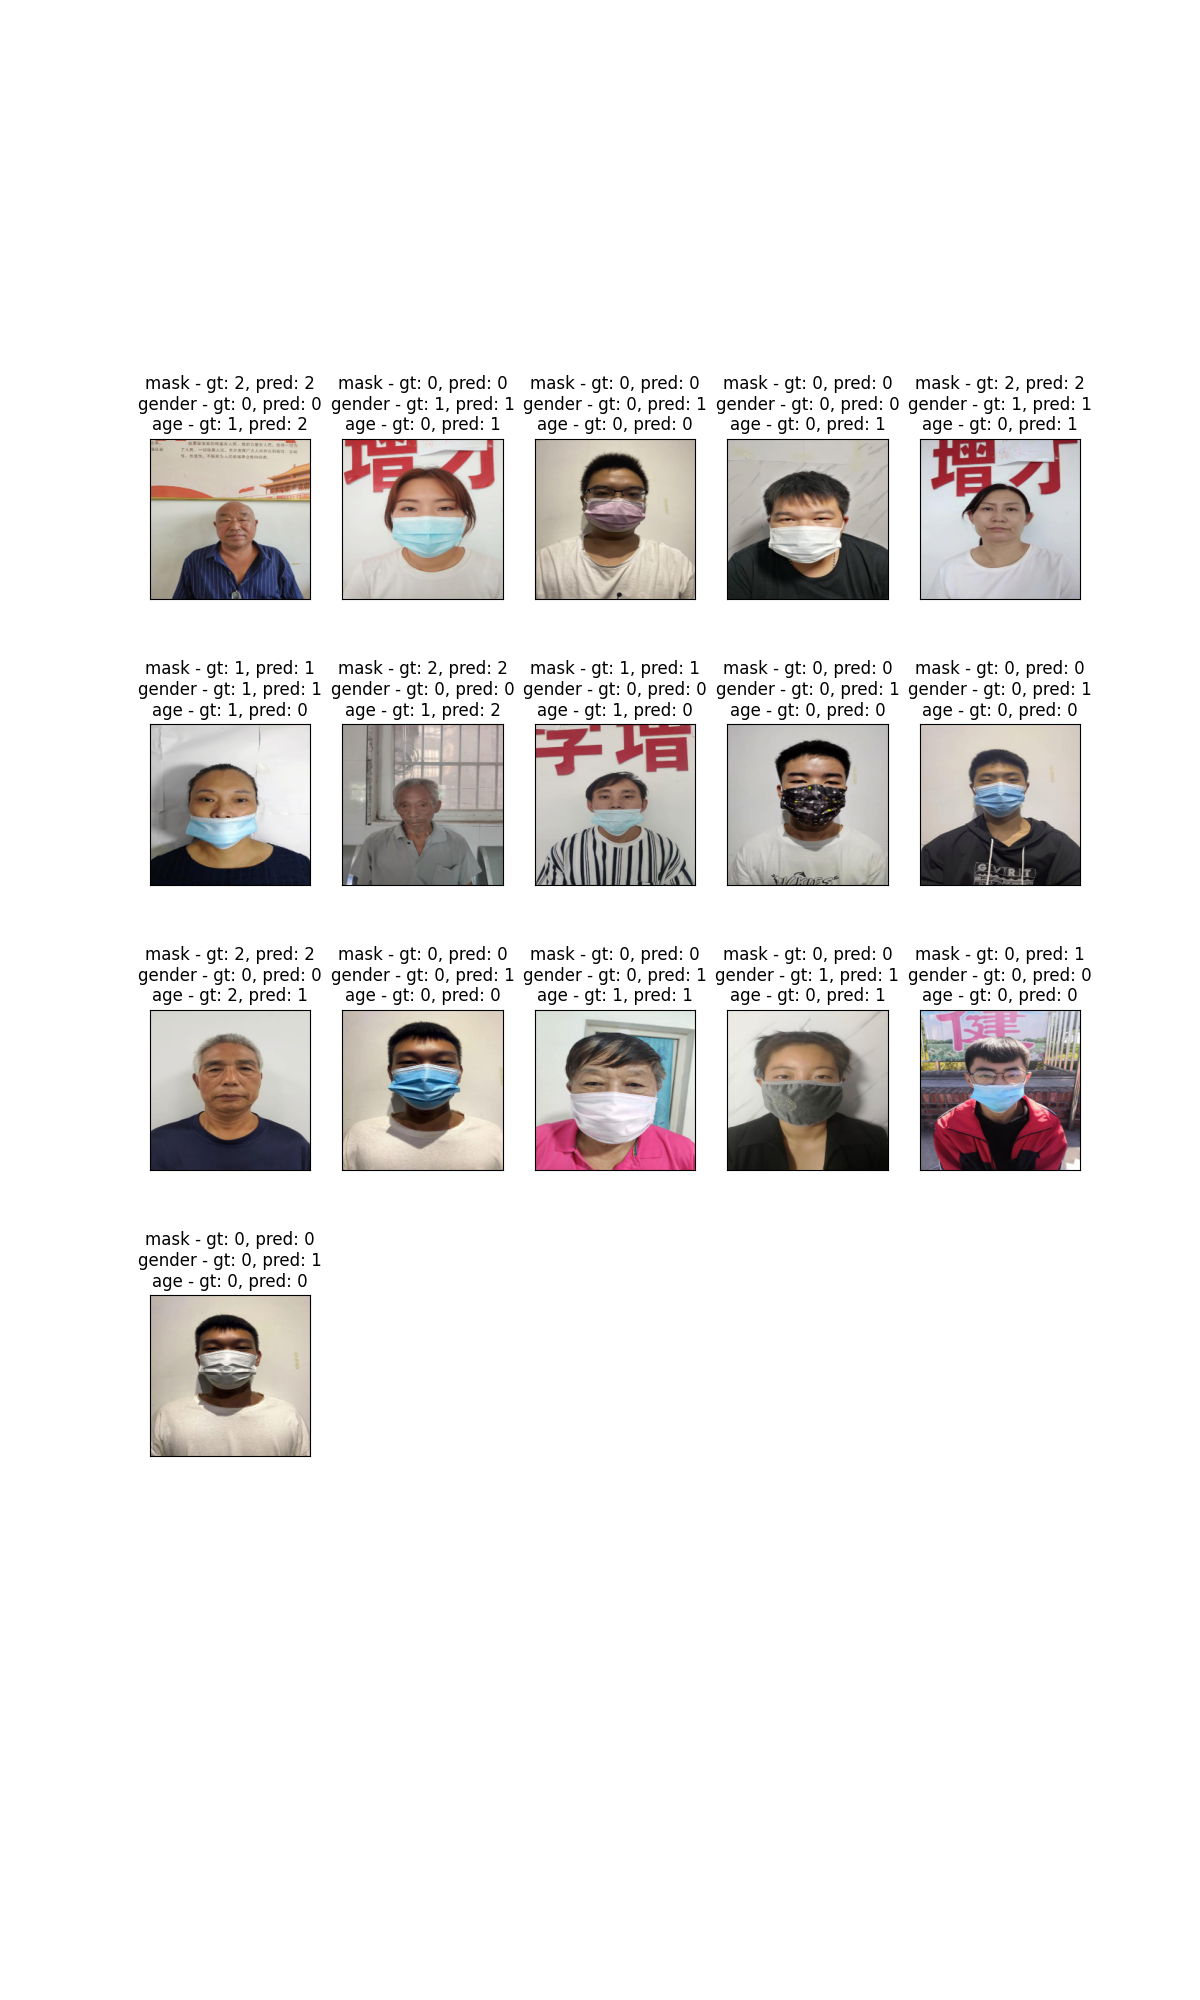 mask - gt: 2, pred: 2
gender - gt: 0, pred: 0
age - gt: 1, pred: 2
mask - gt: 0, pred: 0
gender - gt: 1, pred: 1
age - gt: 0, pred: 1
mask - gt: 0, pred: 0
gender - gt: 0, pred: 1
age - gt: 0, pred: 0
mask - gt: 0, pred: 0
gender - gt: 0, pred: 0
age - gt: 0, pred: 1
mask - gt: 2, pred: 2
gender - gt: 1, pred: 1
age - gt: 0, pred: 1
增才
增才
mask - gt: 1, pred: 1
gender - gt: 1, pred: 1
age - gt: 1, pred: 0
mask - gt: 2, pred: 2
gender - gt: 0, pred: 0
age - gt: 1, pred: 2
mask - gt: 1, pred: 1
gender - gt: 0, pred: 0
age - gt: 1, pred: 0
mask - gt: 0, pred: 0
gender - gt: 0, pred: 1
age - gt: 0, pred: 0
mask - gt: 0, pred: 0
gender - gt: 0, pred: 1
age - gt: 0, pred: 0
学增
mask - gt: 2, pred: 2
gender - gt: 0, pred: 0
age - gt: 2, pred: 1
mask - gt: 0, pred: 0
gender - gt: 0, pred: 1
age - gt: 0, pred: 0
mask - gt: 0, pred: 0
gender - gt: 0, pred: 1
age - gt: 1, pred: 1
mask - gt: 0, pred: 0
gender - gt: 1, pred: 1
age - gt: 0, pred: 1
mask - gt: 0, pred: 1
gender - gt: 0, pred: 0
age - gt: 0, pred: 0
健
mask - gt: 0, pred: 0
gender - gt: 0, pred: 1
age - gt: 0, pred: 0